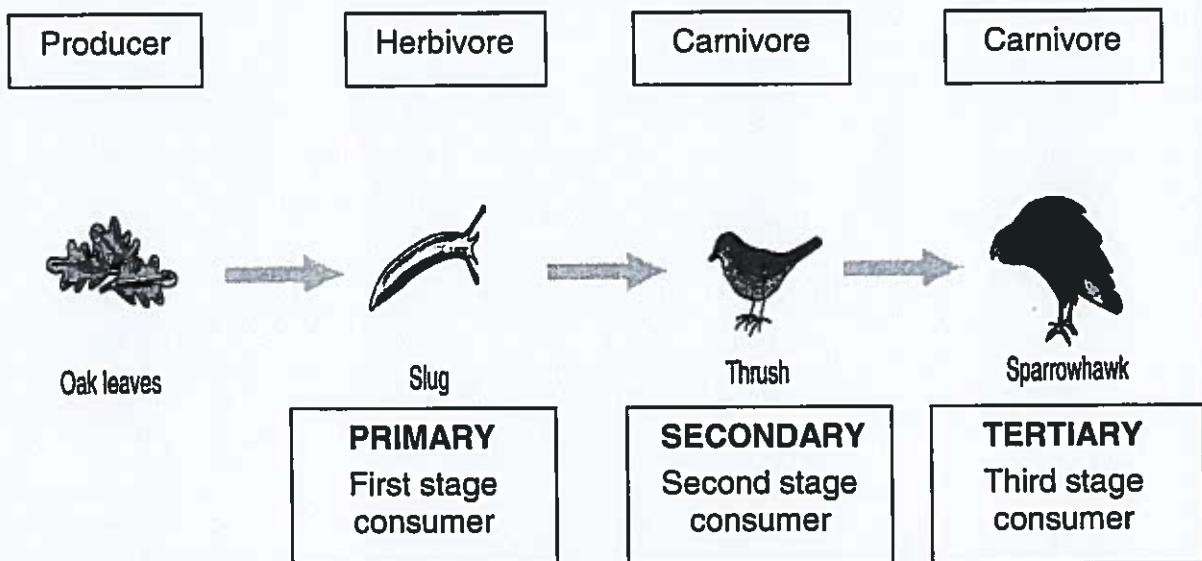 Producer
Herbivore
Carnivore
Carnivore
Oak leaves
Slug
Thrush
Sparrowhawk
PRIMARY
First stage
consumer
SECONDARY
Second stage
consumer
TERTIARY
Third stage
consumer